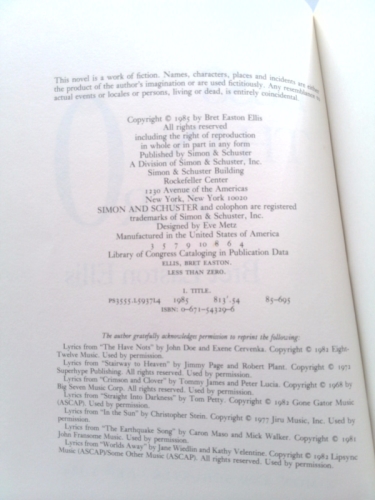 This novel is a work of fiction. Names, characters, places and incidents are either
the product of the author's imagination or are used fictitiously. Any resemblance to
actual events or locales or persons, living or dead, is entirely coincidental.
Copyright © 1985 by Bret Easton Ellis
All rights reserved
including the right of reproduction
in whole or in part in any form
Published by Simon & Schuster
A Division of Simon & Schuster, Inc.
Simon & Schuster Building
Rockefeller Center
1230 Avenue of the Americas
New York, New York 10020
SIMON AND SCHUSTER and colophon are registered
trademarks of Simon & Schuster, Inc.
Designed by Eve Metz
Manufactured in the United States of America
3 5 7 9 10 8 6 4
Library of Congress Cataloging in Publication Data
ELLIS, BRET EASTON.
LESS THAN ZERO.
I. TITLE.
PS3555.L5937L4 1985 813'.54 85-695
ISBN: 0-671-54329-6
The author gratefully acknowledges permission to reprint the following:
Lyrics from "The Have Nots" by John Doe and Exene Cervenka. Copyright © 1982 Eight-
Twelve Music. Used by permission.
Lyrics from "Stairway to Heaven" by Jimmy Page and Robert Plant. Copyright © 1972
Superhype Publishing. All rights reserved. Used by permission.
Lyrics from "Crimson and Clover" by Tommy James and Peter Lucia. Copyright © 1968 by
Big Seven Music Corp. All rights reserved. Used by permission.
Lyrics from "Straight Into Darkness" by Tom Petty. Copyright © 1982 Gone Gator Music
(ASCAP). Used by permission.
Lyrics from "In the Sun" by Christopher Stein. Copyright © 1977 Jiru Music, Inc. Used by
permission.
Lyrics from "The Earthquake Song" by Caron Maso and Mick Walker. Copyright © 1981
John Fransome Music. Used by permission.
Lyrics from "Worlds Away" by Jane Wiedlin and Kathy Valentine. Copyright © 1982 Lipsync
Music (ASCAP)/Some Other Music (ASCAP). All rights reserved. Used by permission.